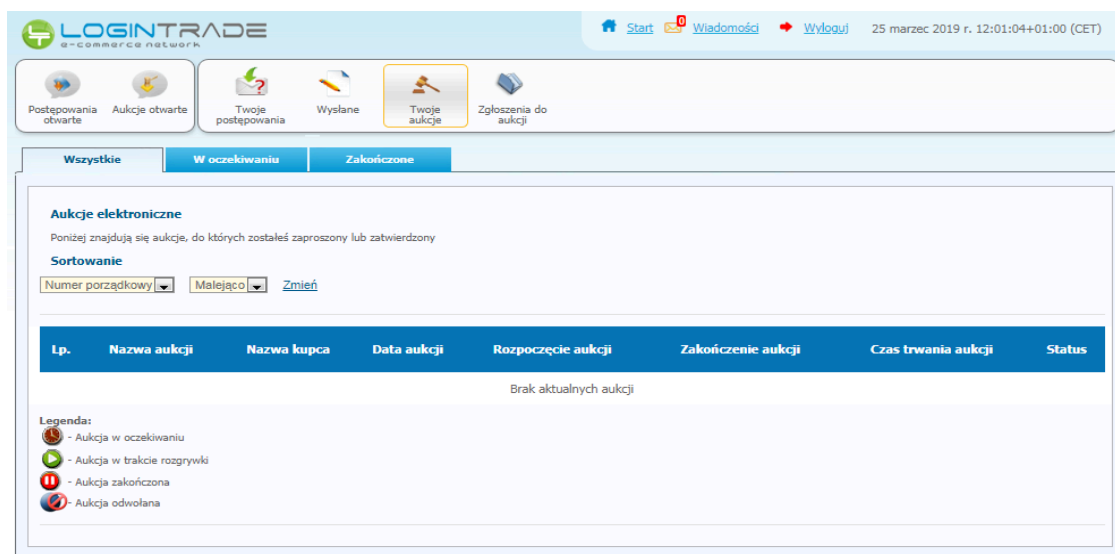 LOGINTRADE
e-commerce network
Start 0 Wiadomości Wyloguj 25 marzec 2019 r. 12:01:04+01:00 (CET)
Postępowania otwarte
Aukcje otwarte
Twoje postępowania
Wysłane
Twoje aukcje
Zgłoszenia do aukcji
Wszystkie W oczekiwaniu Zakończone
Aukcje elektroniczne
Poniżej znajdują się aukcje, do których zostałeś zaproszony lub zatwierdzony
Sortowanie
Numer porządkowy Malejąco Zmień
Lp. Nazwa aukcji Nazwa kupca Data aukcji Rozpoczęcie aukcji Zakończenie aukcji Czas trwania aukcji Status
Brak aktualnych aukcji
Legenda:
- Aukcja w oczekiwaniu
- Aukcja w trakcie rozgrywki
- Aukcja zakończona
- Aukcja odwołana